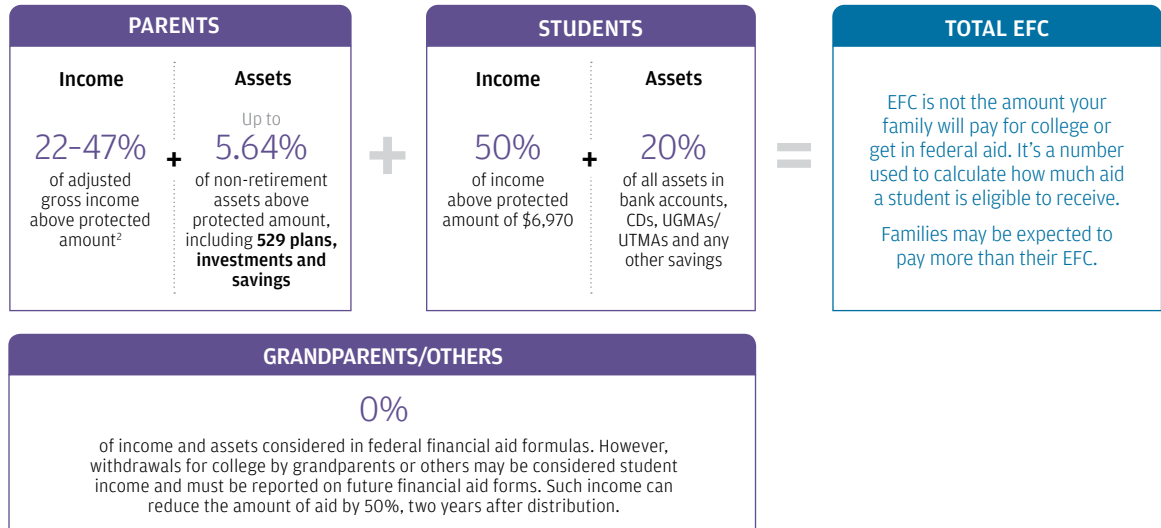 PARENTS
Income
22–47%
of adjusted
gross income
above protected
amount²
+
Assets
Up to
5.64%
of non-retirement
assets above
protected amount,
including 529 plans,
investments and
savings
+
STUDENTS
Income
50%
of income
above protected
amount of $6,970
+
Assets
20%
of all assets in
bank accounts,
CDs, UGMAs/
UTMAs and any
other savings
=
TOTAL EFC
EFC is not the amount your
family will pay for college or
get in federal aid. It's a number
used to calculate how much aid
a student is eligible to receive.
Families may be expected to
pay more than their EFC.
GRANDPARENTS/OTHERS
0%
of income and assets considered in federal financial aid formulas. However,
withdrawals for college by grandparents or others may be considered student
income and must be reported on future financial aid forms. Such income can
reduce the amount of aid by 50%, two years after distribution.